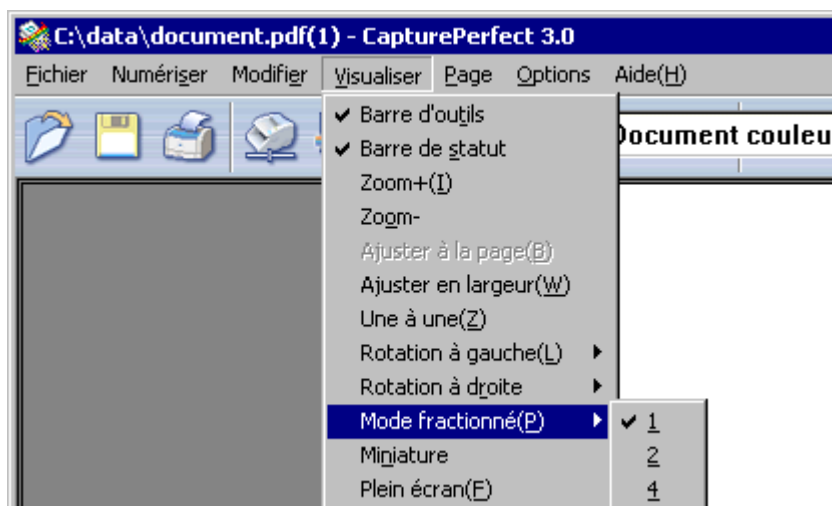 C:\data\document.pdf(1) - CapturePerfect 3.0
Fichier Numériser Modifier Visualiser Page Options Aide(H)
Barre d'outils
Document couleu
Barre de statut
Zoom+(I)
Zoom-
Ajuster à la page(B)
Ajuster en largeur(W)
Une à une(Z)
Rotation à gauche(L)
Rotation à droite
Mode fractionné(P)
1
Miniature
2
Plein écran(F)
4